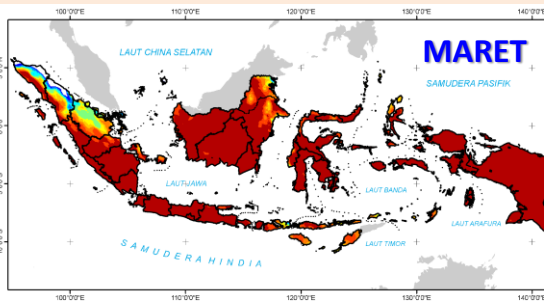 100°0'0"E 110°0'0"E 120°0'0"E 130°0'0"E 140°0'0"E
MARET
LAUT CHINA SELATAN
SAMUDERA PASIFIK
LAUT JAWA
LAUT BANDA
LAUT ARAFURA
LAUT TIMOR
SAMUDERA HINDIA
100°0'0"E 110°0'0"E 120°0'0"E 130°0'0"E 140°0'0"E